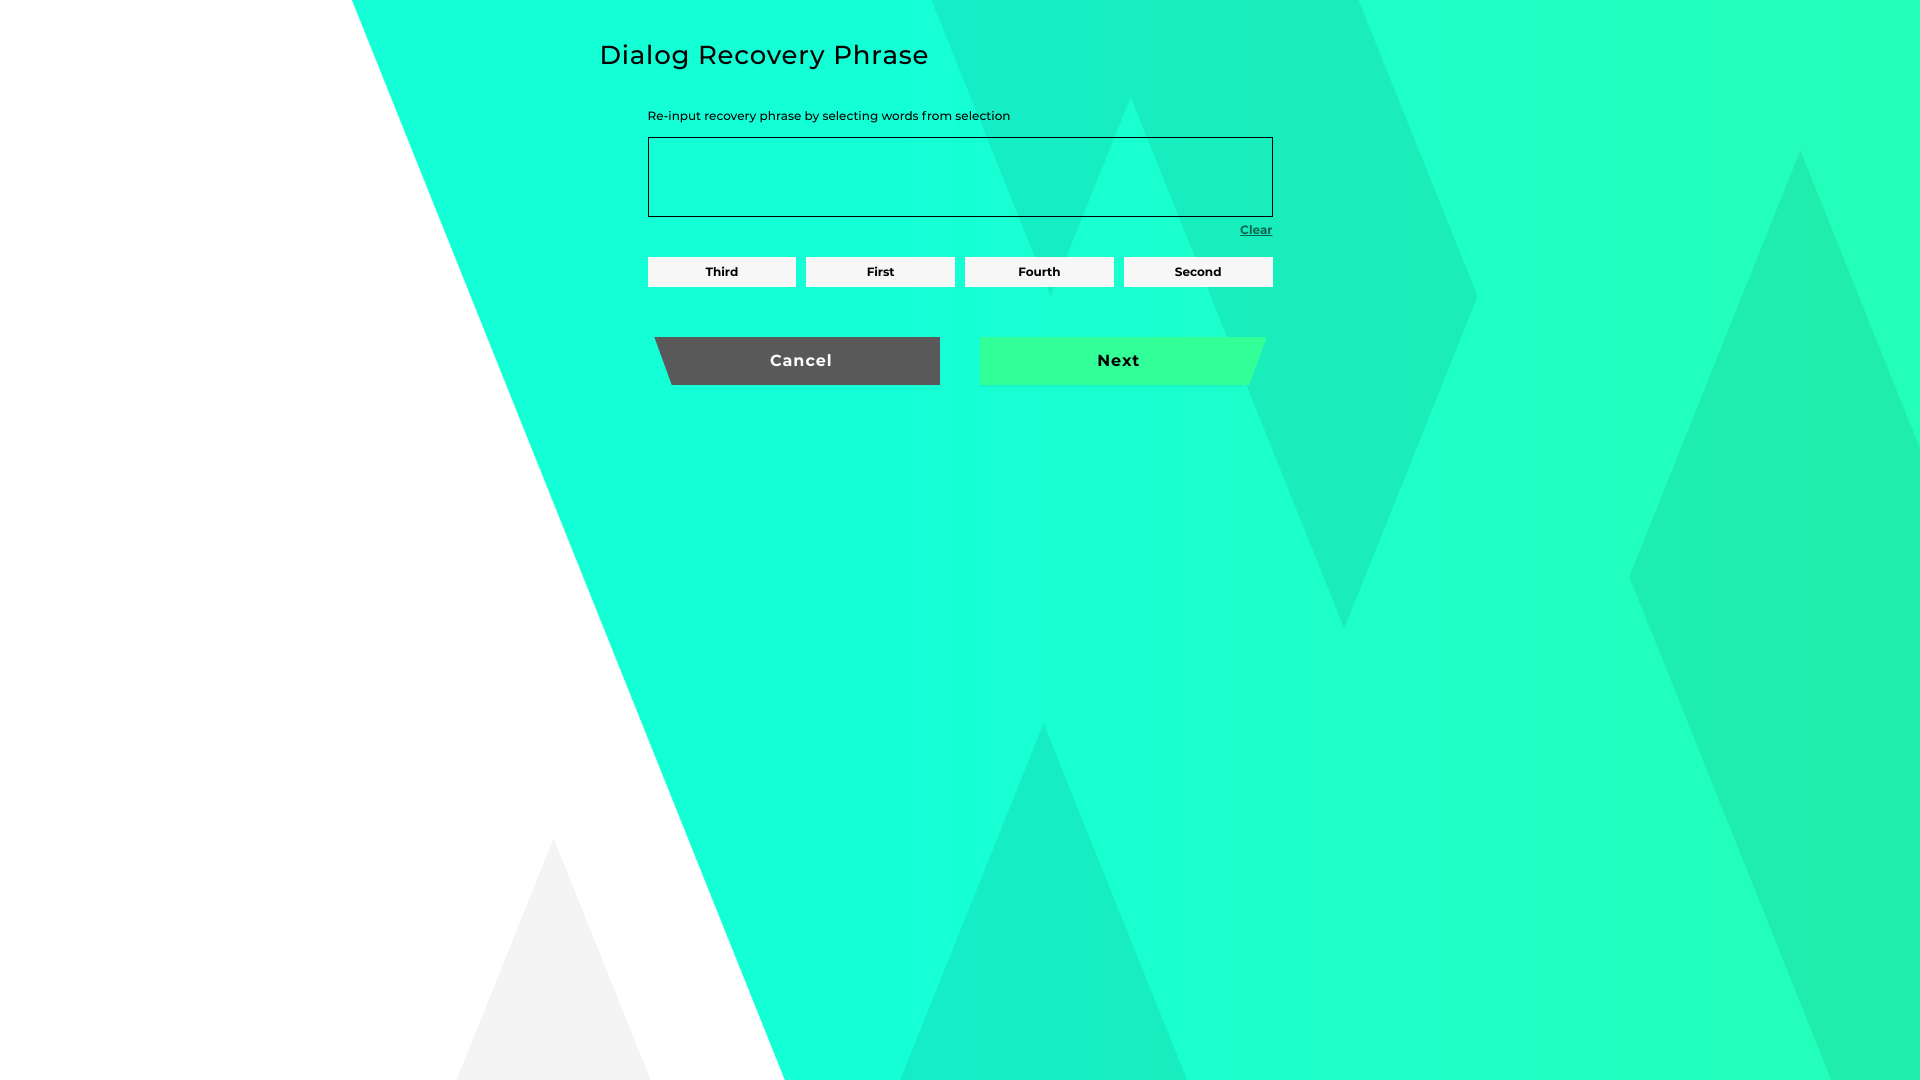 Dialog Recovery Phrase
Re-input recovery phrase by selecting words from selection
Clear
Third First Fourth Second
Cancel Next